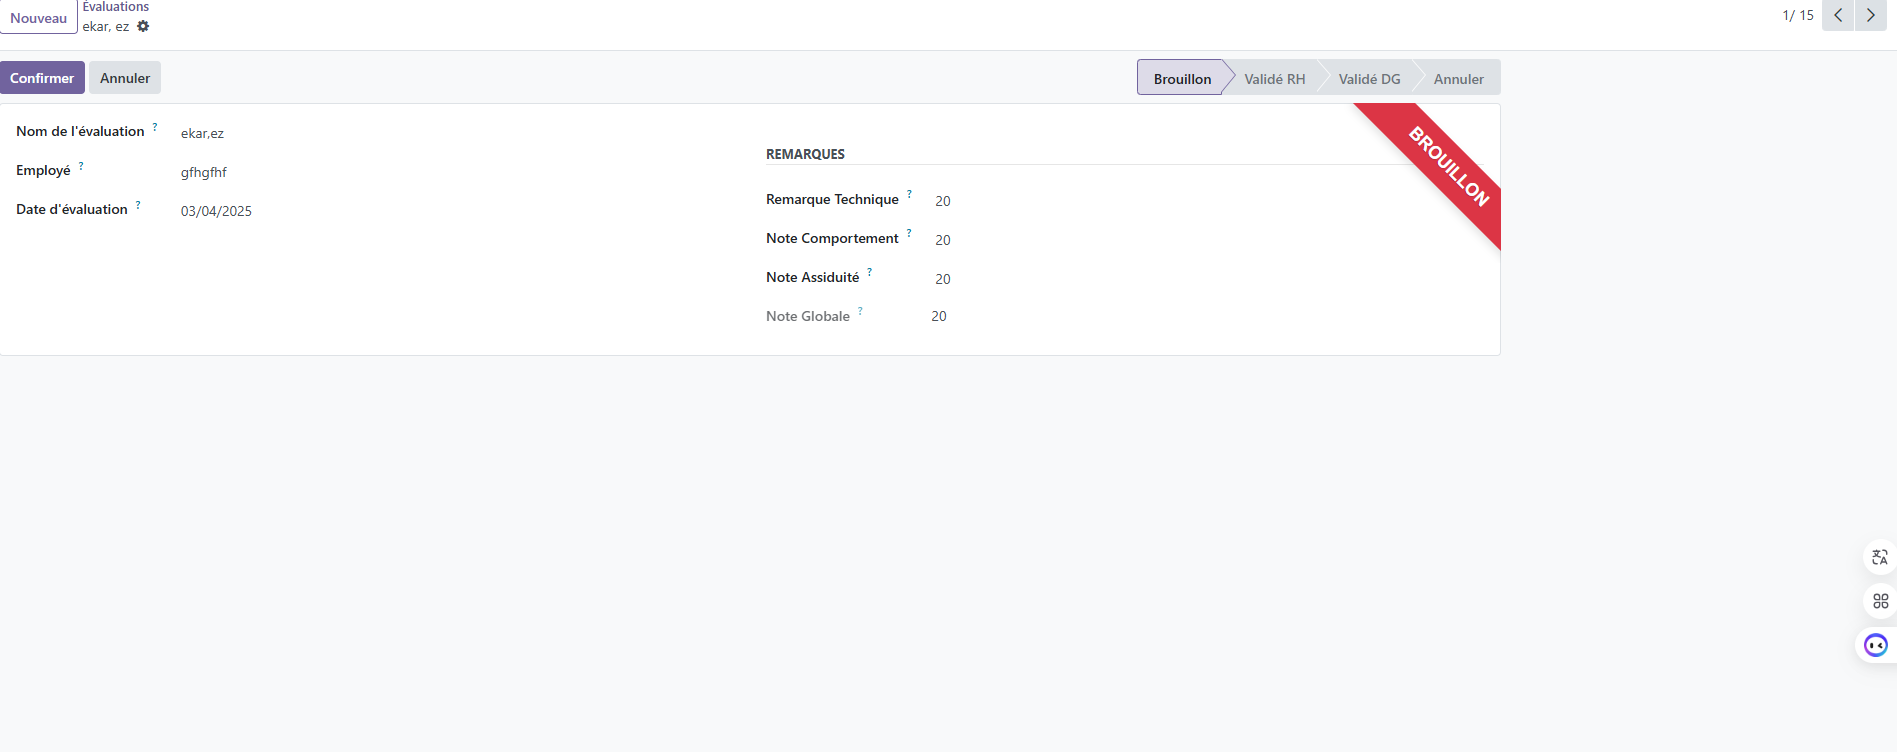 Nouveau
Évaluations
ekar, ez
1/ 15
Confirmer
Annuler
Brouillon
Validé RH
Validé DG
Annuler
Nom de l'évaluation ?
ekar,ez
Employé ?
gfhgfhf
Date d'évaluation ?
03/04/2025
BROUILLON
REMARQUES
Remarque Technique ?
20
Note Comportement ?
20
Note Assiduité ?
20
Note Globale ?
20